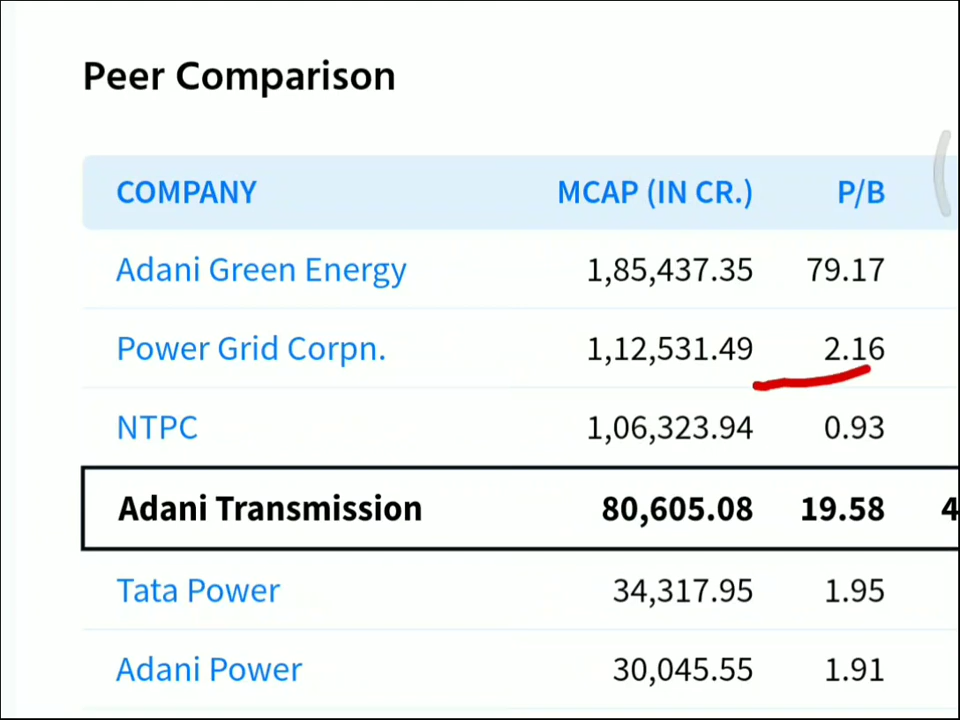 Peer Comparison
COMPANY MCAP (IN CR.) P/B
Adani Green Energy 1,85,437.35 79.17
Power Grid Corpn. 1,12,531.49 2.16
NTPC 1,06,323.94 0.93
Adani Transmission 80,605.08 19.58 4
Tata Power 34,317.95 1.95
Adani Power 30,045.55 1.91